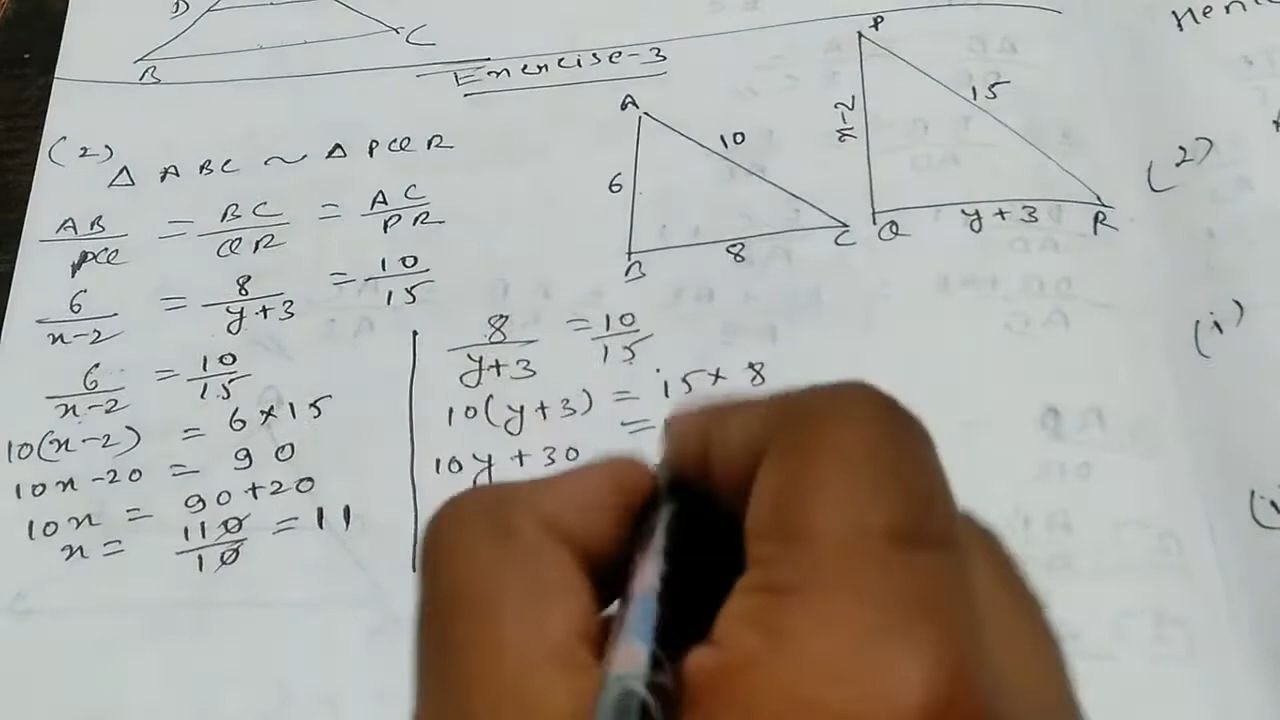 D
B
C
Exercise-3
Henc
(2)
△ ABC ~ △ PQR
AB/PQ = BC/QR = AC/PR
6/x-2 = 8/y+3 = 10/15
6/x-2 = 10/15
10(x-2) = 6×15
10x-20 = 90
10x = 90+20
x = 110/10 = 11
8/y+3 = 10/15
10(y+3) = 15×8
10y+30 =
A
10
6
B
8
C
P
15
x-2
Q
y+3
R
(2)
(i)